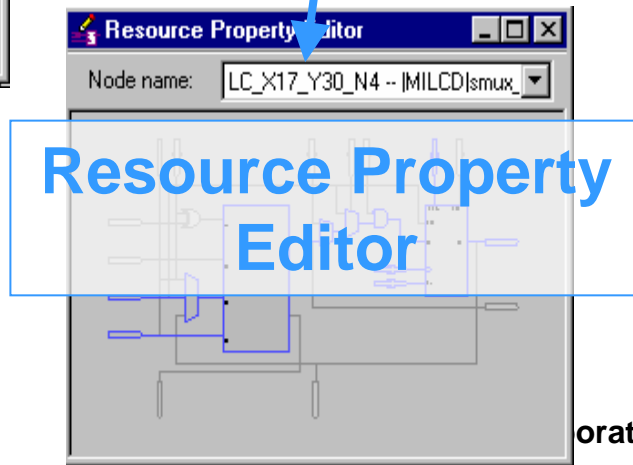 Resource Property Editor
Node name: LC_X17_Y30_N4 -- |MILCD|smux_
Resource Property
Editor
orat